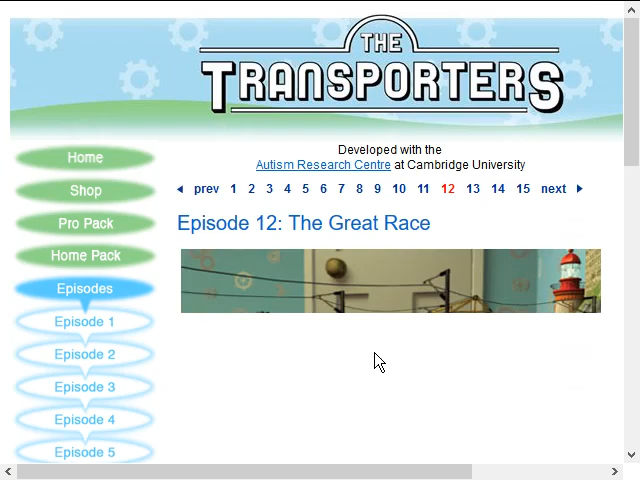 THE
TRANSPORTERS
Developed with the
Autism Research Centre at Cambridge University
prev 1 2 3 4 5 6 7 8 9 10 11 12 13 14 15 next
Episode 12: The Great Race
Home
Shop
Pro Pack
Home Pack
Episodes
Episode 1
Episode 2
Episode 3
Episode 4
Episode 5